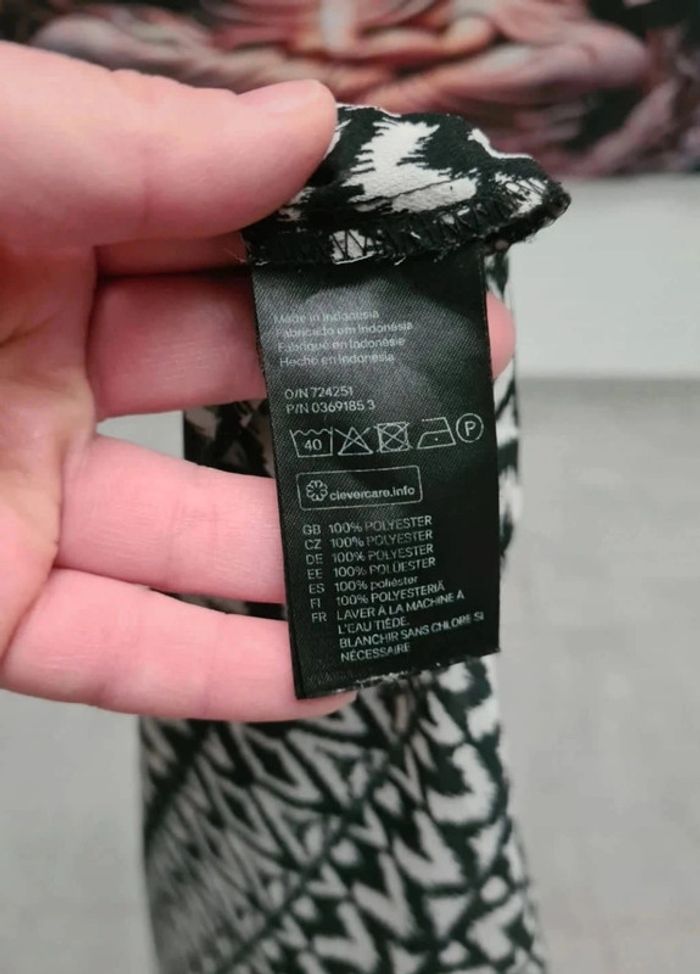 Made in Indonesia
Fabricado em Indonésia
Fabriqué en Indonésie
Hecho en Indonesia
O/N 724251
P/N 0369185 3
40 P
clevercare.info
GB 100% POLYESTER
CZ 100% POLYESTER
DE 100% POLYESTER
EE 100% POLÜESTER
ES 100% poliéster
FI 100% POLYESTERIÄ
FR LAVER À LA MACHINE A
L'EAU TIÈDE.
BLANCHIR SANS CHLORE SI
NÉCESSAIRE